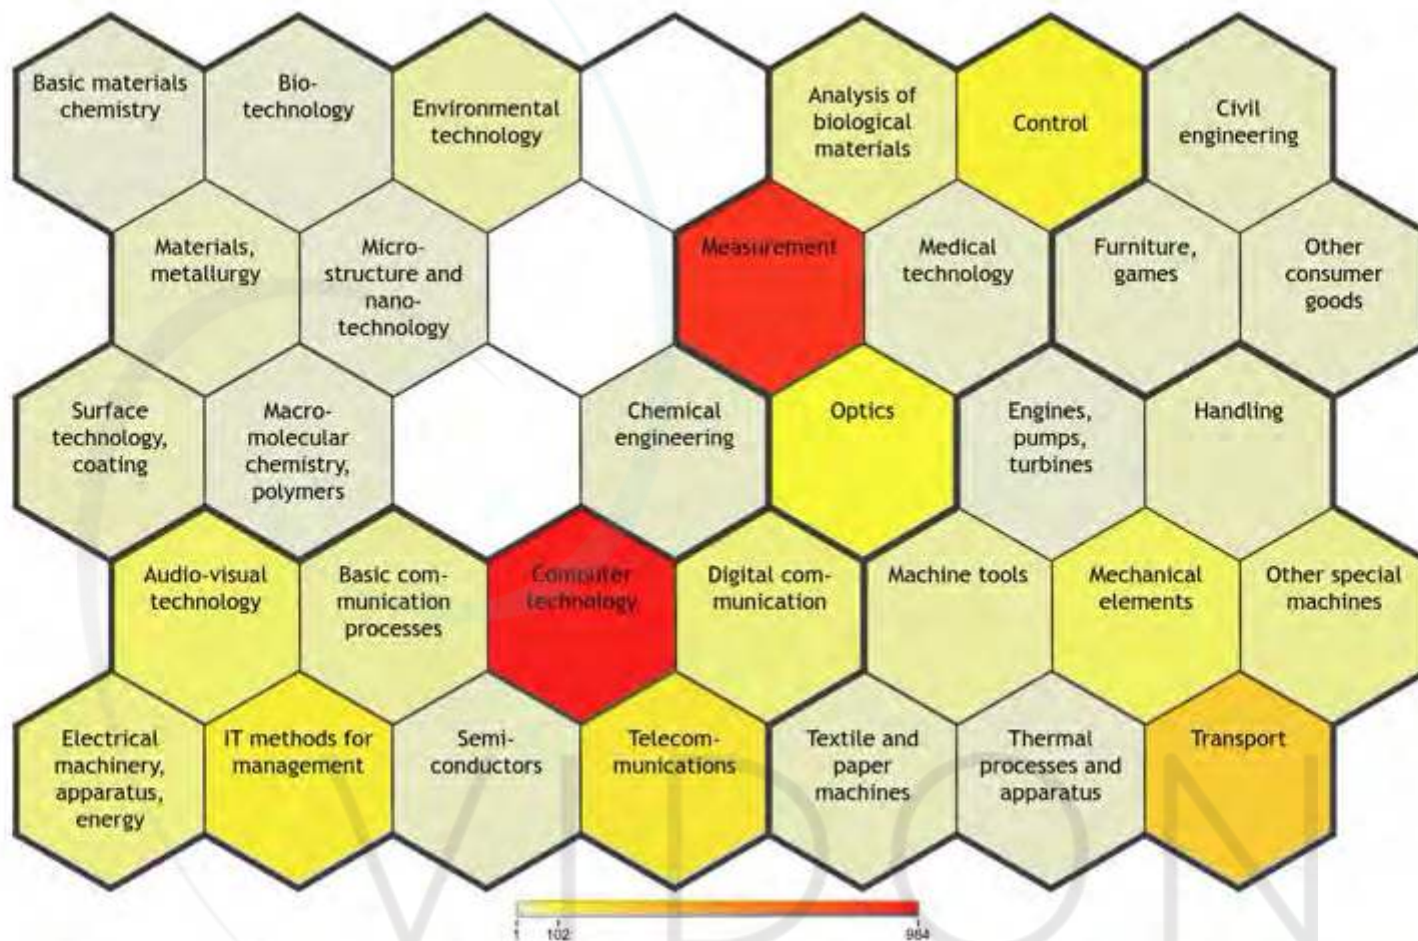 Basic materials
chemistry
Bio-
technology
Environmental
technology
Analysis of
biological
materials
Control
Civil
engineering
Materials,
metallurgy
Micro-
structure and
nano-
technology
Measurement
Medical
technology
Furniture,
games
Other
consumer
goods
Surface
technology,
coating
Macro-
molecular
chemistry,
polymers
Chemical
engineering
Optics
Engines,
pumps,
turbines
Handling
Audio-visual
technology
Basic com-
munication
processes
Computer
technology
Digital com-
munication
Machine tools
Mechanical
elements
Other special
machines
Electrical
machinery,
apparatus,
energy
IT methods for
management
Semi-
conductors
Telecom-
munications
Textile and
paper
machines
Thermal
processes and
apparatus
Transport
VIDON
1 102 984